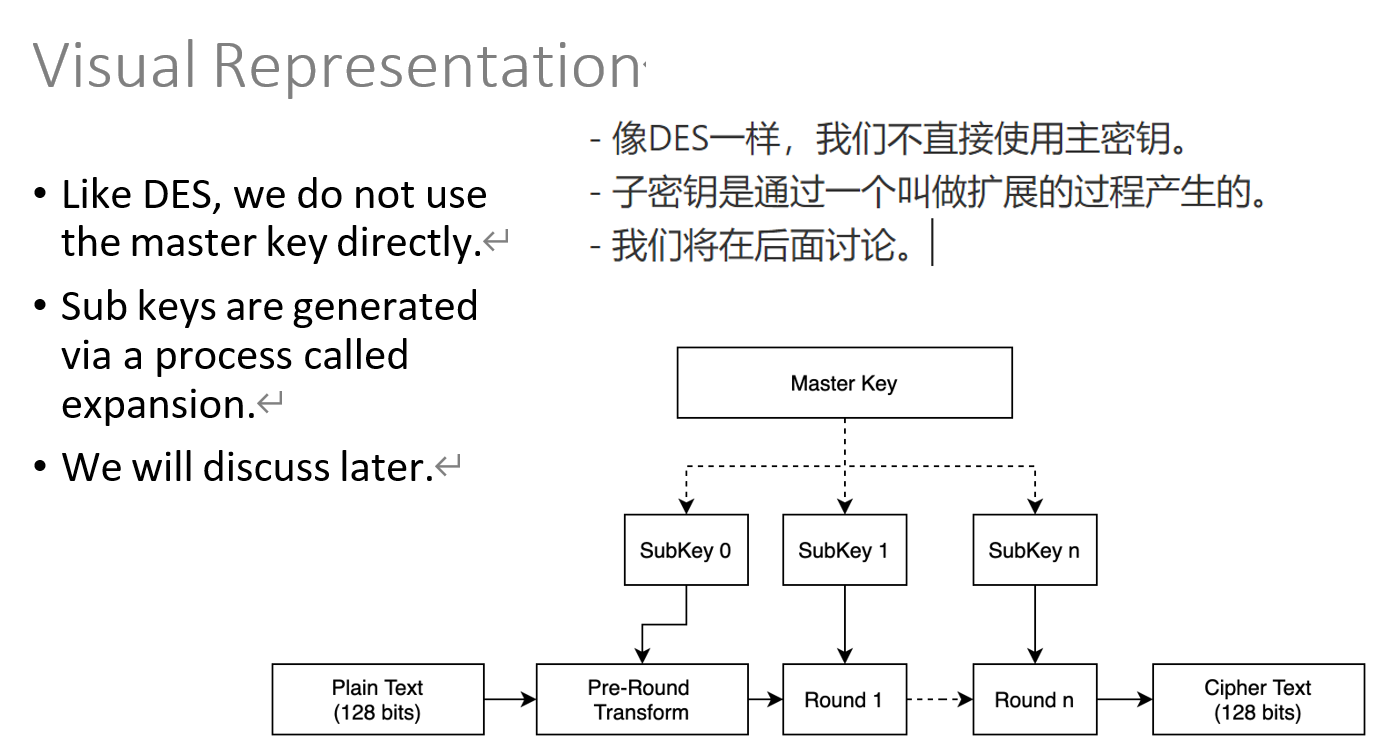 Visual Representation
- 像DES一样，我们不直接使用主密钥。
- 子密钥是通过一个叫做扩展的过程产生的。
- 我们将在后面讨论。
• Like DES, we do not use
the master key directly.↵
• Sub keys are generated
via a process called
expansion.↵
• We will discuss later.↵
Master Key
SubKey 0
SubKey 1
SubKey n
Plain Text
(128 bits)
Pre-Round
Transform
Round 1
Round n
Cipher Text
(128 bits)